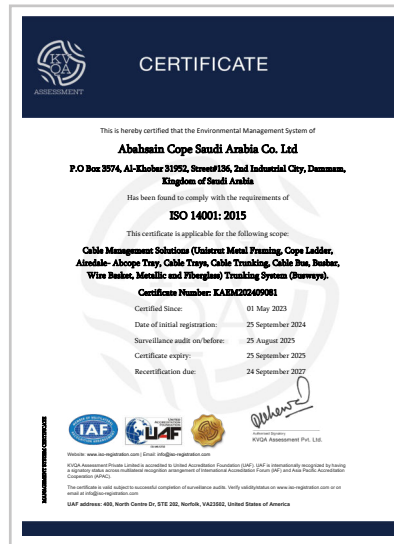 KVQA
ASSESSMENT
CERTIFICATE
This is hereby certified that the Environmental Management System of
Abahsain Cope Saudi Arabia Co. Ltd
P.O Box 3574, Al-Khobar 31952, Street#136, 2nd Industrial City, Dammam,
Kingdom of Saudi Arabia
Has been found to comply with the requirements of
ISO 14001: 2015
This certificate is applicable for the following scope:
Cable Management Solutions (Unistrut Metal Framing, Cope Ladder,
Airedale- Abcope Tray, Cable Trays, Cable Trunking, Cable Bus, Busbar,
Wire Basket, Metallic and Fiberglass) Trunking System (Busways).
Certificate Number: KAEM202409081
Certified Since: 01 May 2023
Date of initial registration: 25 September 2024
Surveillance audit on/before: 25 August 2025
Certificate expiry: 25 September 2025
Recertification due: 24 September 2027
MANAGEMENT SYSTEM CERTIFICATE
IAF
UAF
Authorised Signatory
KVQA Assessment Pvt. Ltd.
Website: www.iso-registration.com | Email: info@iso-registration.com
KVQA Assessment Private Limited is accredited to United Accreditation Foundation (UAF). UAF is internationally recognized by having
a signatory status across multilateral recognition arrangement of International Accreditation Forum (IAF) and Asia Pacific Accreditation
Cooperation (APAC).
The certificate is valid subject to successful completion of surveillance audits. Verify validity/status on www.iso-registration.com or on
email at info@iso-registration.com
UAF address: 400, North Centre Dr, STE 202, Norfolk, VA23502, United States of America